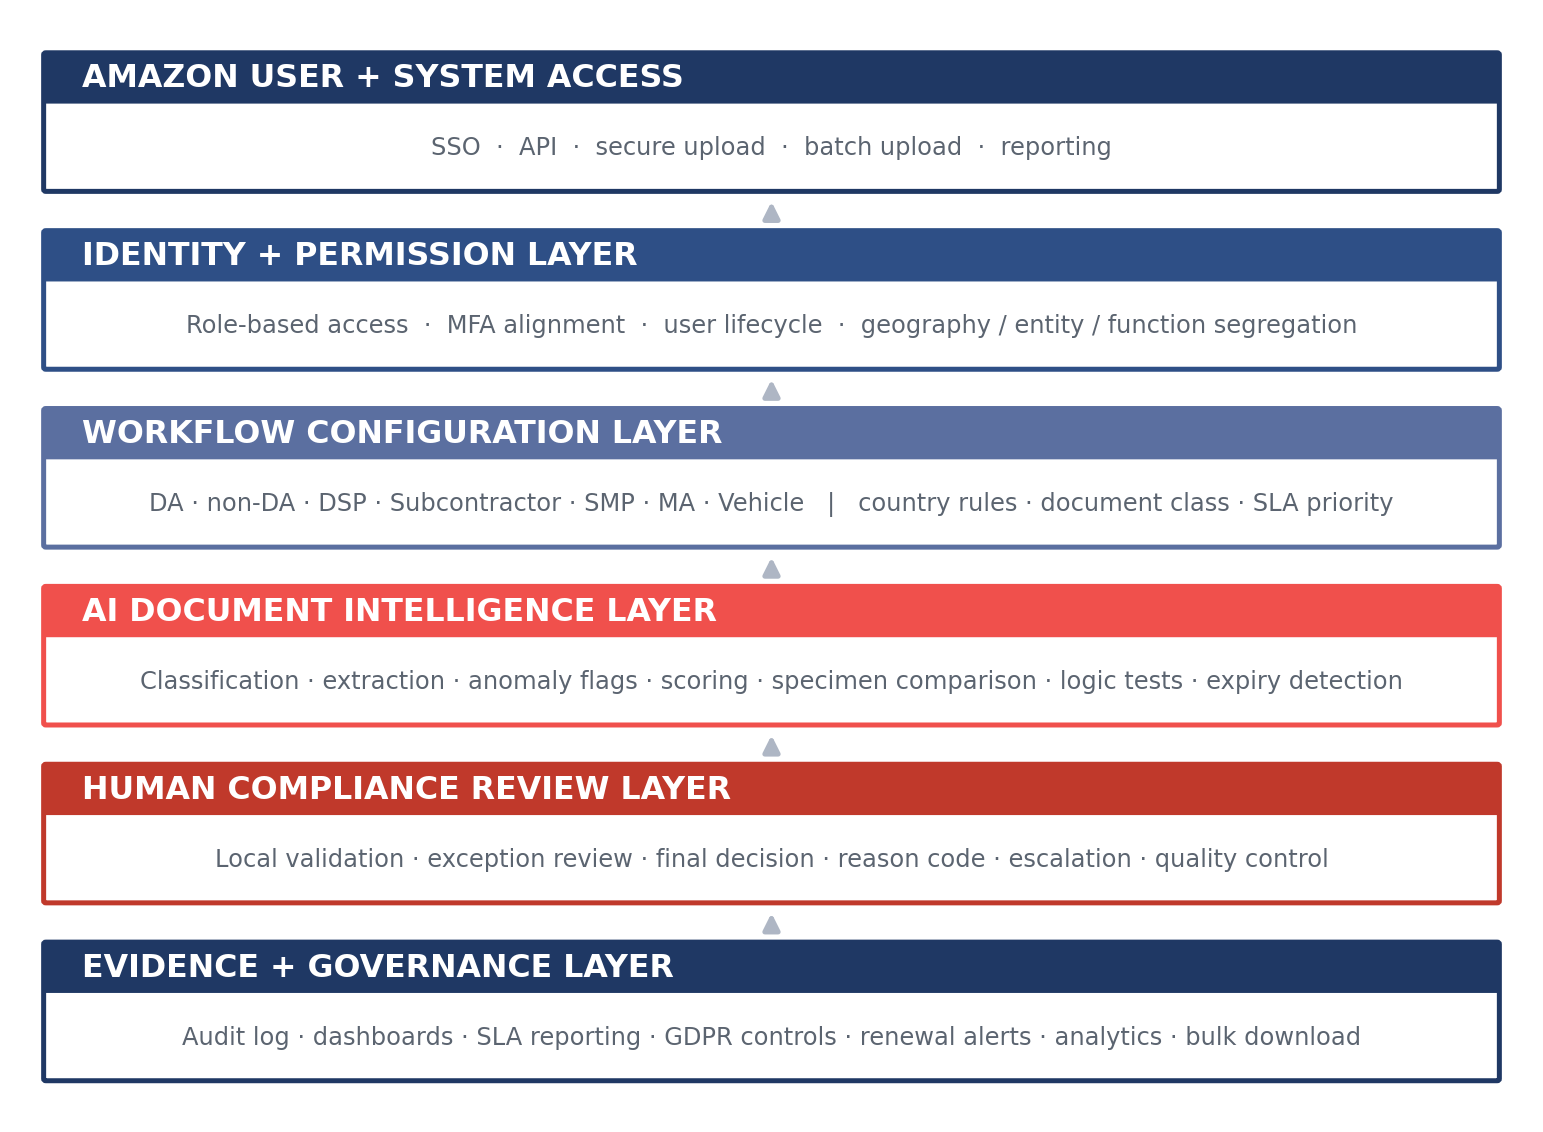 AMAZON USER + SYSTEM ACCESS
SSO · API · secure upload · batch upload · reporting
IDENTITY + PERMISSION LAYER
Role-based access · MFA alignment · user lifecycle · geography / entity / function segregation
WORKFLOW CONFIGURATION LAYER
DA · non-DA · DSP · Subcontractor · SMP · MA · Vehicle | country rules · document class · SLA priority
AI DOCUMENT INTELLIGENCE LAYER
Classification · extraction · anomaly flags · scoring · specimen comparison · logic tests · expiry detection
HUMAN COMPLIANCE REVIEW LAYER
Local validation · exception review · final decision · reason code · escalation · quality control
EVIDENCE + GOVERNANCE LAYER
Audit log · dashboards · SLA reporting · GDPR controls · renewal alerts · analytics · bulk download